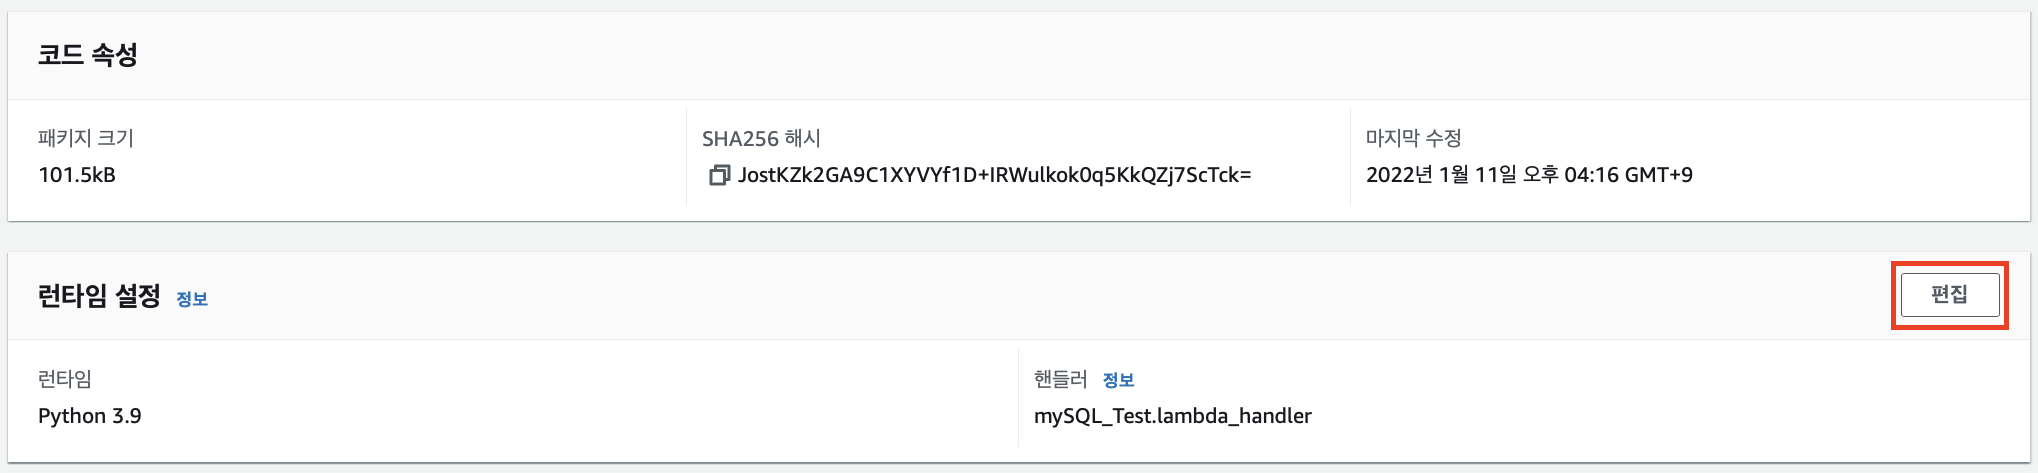 코드 속성
패키지 크기
101.5kB
SHA256 해시
JostKZk2GA9C1XYVYf1D+IRWulkok0q5KkQZj7ScTck=
마지막 수정
2022년 1월 11일 오후 04:16 GMT+9
런타임 설정 정보
편집
런타임
Python 3.9
핸들러 정보
mySQL_Test.lambda_handler